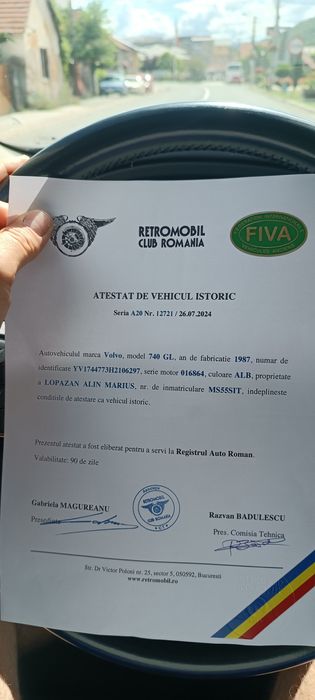 RETROMOBIL
CLUB ROMANIA
FIVA
ATESTAT DE VEHICUL ISTORIC
Seria A20 Nr. 12721 / 26.07.2024
Autovehiculul marca Volvo, model 740 GL, an de fabricatie 1987, numar de
identificare YV1744773H2106297, serie motor 016864, culoare ALB, proprietate
a LOPAZAN ALIN MARIUS, nr. de inmatriculare MS55SIT, indeplineste
conditiile de atestare ca vehicul istoric.
Prezentul atestat a fost eliberat pentru a servi la Registrul Auto Roman.
Valabilitate: 90 de zile
Gabriela MAGUREANU
Presedinte
RETROMOBIL
CLUB ROMANIA
Razvan BADULESCU
Pres. Comisia Tehnica
Str. Dr Victor Poloni nr. 25, sector 5, 050592, Bucuresti
www.retromobil.ro